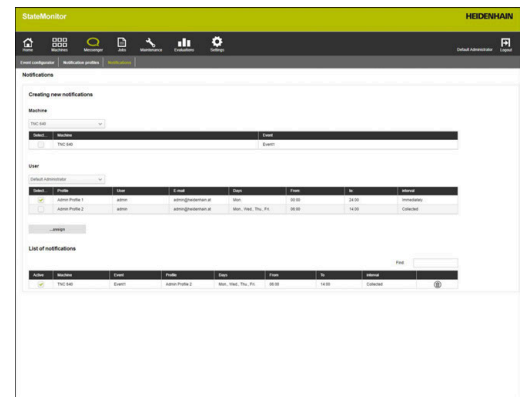 StateMonitor
HEIDENHAIN
Home Machines Messenger Jobs Maintenance Evaluations Settings Default Administrator Logout
Event configurator Notification profiles Notifications
Notifications
Creating new notifications
Machine
TNC 640
Select... Machine Event
TNC 640 Event1
User
Default Administrator
Select... Profile User E-mail Days From to Interval
Admin Profile 1 admin admin@heidenhain.at Mon. 00:00 24:00 Immediately
Admin Profile 2 admin admin@heidenhain.at Mon., Wed., Thu., Fri. 06:00 14:00 Collected
...assign
List of notifications
Find
Active Machine Event Profile Days From To Interval
TNC 640 Event1 Admin Profile 2 Mon., Wed., Thu., Fri. 06:00 14:00 Collected